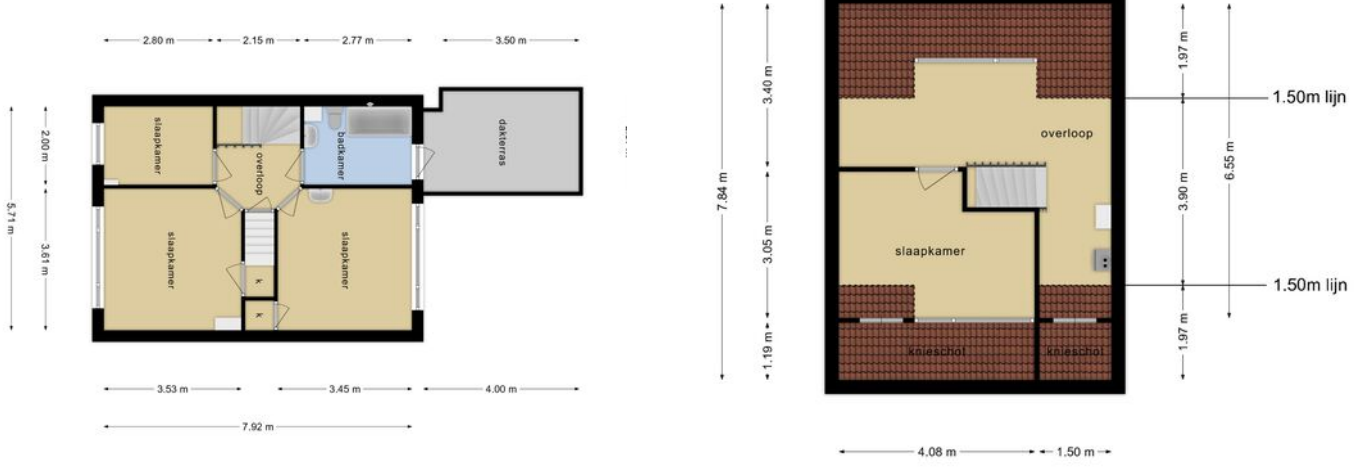 2.80 m
2.15 m
2.77 m
3.50 m
5.71 m
2.00 m
3.61 m
slaapkamer
overloop
badkamer
dakterras
slaapkamer
slaapkamer
k
k
3.53 m
3.45 m
4.00 m
7.92 m
7.84 m
3.40 m
3.05 m
1.19 m
overloop
slaapkamer
knieschot
knieschot
1.97 m
3.90 m
1.97 m
6.55 m
1.50m lijn
1.50m lijn
4.08 m
1.50 m